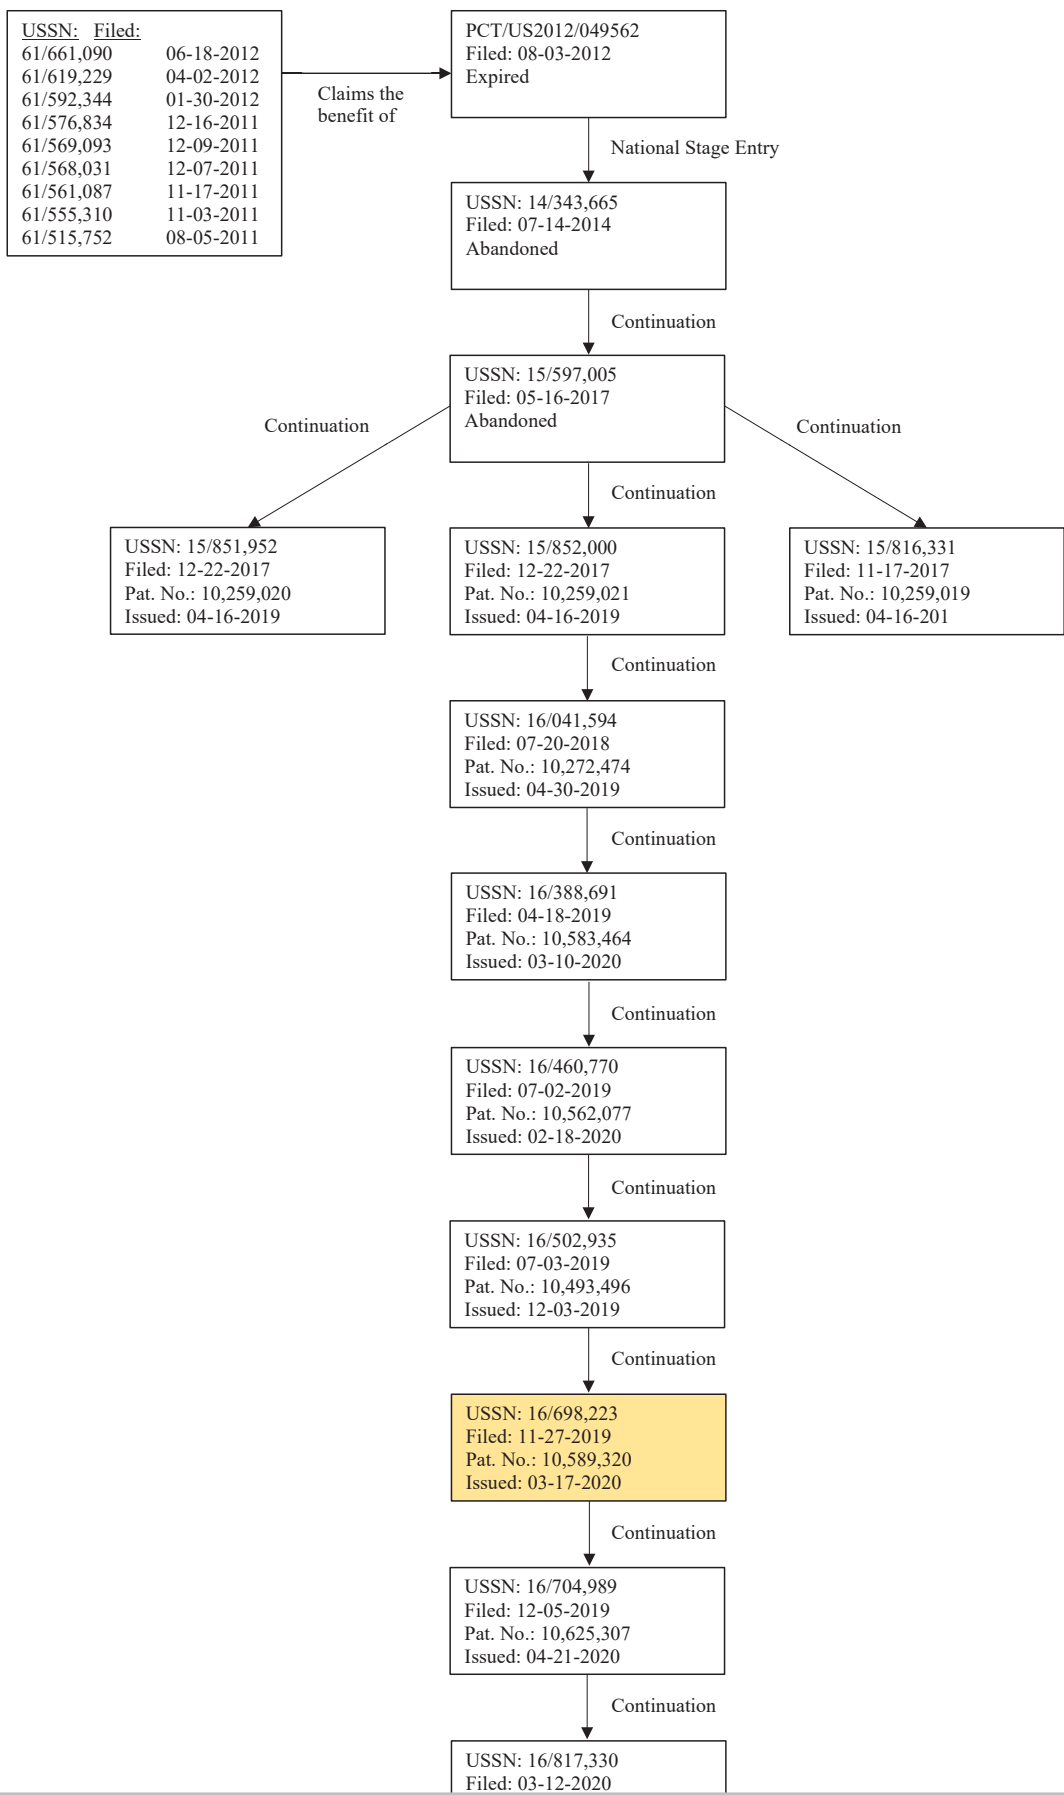 USSN: Filed:
61/661,090 06-18-2012
61/619,229 04-02-2012
61/592,344 01-30-2012
61/576,834 12-16-2011
61/569,093 12-09-2011
61/568,031 12-07-2011
61/561,087 11-17-2011
61/555,310 11-03-2011
61/515,752 08-05-2011
Claims the
benefit of
PCT/US2012/049562
Filed: 08-03-2012
Expired
National Stage Entry
USSN: 14/343,665
Filed: 07-14-2014
Abandoned
Continuation
USSN: 15/597,005
Filed: 05-16-2017
Abandoned
Continuation
Continuation
Continuation
USSN: 15/851,952
Filed: 12-22-2017
Pat. No.: 10,259,020
Issued: 04-16-2019
USSN: 15/852,000
Filed: 12-22-2017
Pat. No.: 10,259,021
Issued: 04-16-2019
USSN: 15/816,331
Filed: 11-17-2017
Pat. No.: 10,259,019
Issued: 04-16-201
Continuation
USSN: 16/041,594
Filed: 07-20-2018
Pat. No.: 10,272,474
Issued: 04-30-2019
Continuation
USSN: 16/388,691
Filed: 04-18-2019
Pat. No.: 10,583,464
Issued: 03-10-2020
Continuation
USSN: 16/460,770
Filed: 07-02-2019
Pat. No.: 10,562,077
Issued: 02-18-2020
Continuation
USSN: 16/502,935
Filed: 07-03-2019
Pat. No.: 10,493,496
Issued: 12-03-2019
Continuation
USSN: 16/698,223
Filed: 11-27-2019
Pat. No.: 10,589,320
Issued: 03-17-2020
Continuation
USSN: 16/704,989
Filed: 12-05-2019
Pat. No.: 10,625,307
Issued: 04-21-2020
Continuation
USSN: 16/817,330
Filed: 03-12-2020